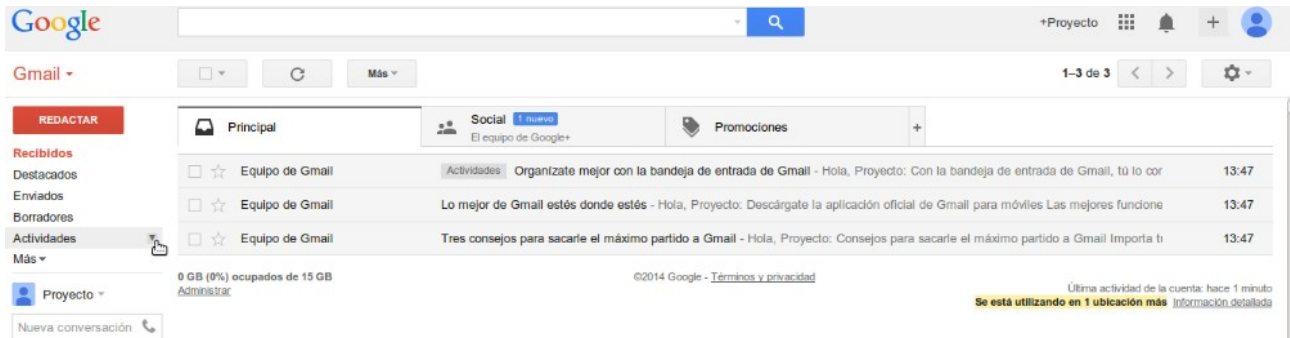 Google
+Proyecto
Gmail
Más
1–3 de 3
REDACTAR
Principal
Social 1 nuevo
El equipo de Google+
Promociones
+
Recibidos
Destacados
Enviados
Borradores
Actividades
Más
Equipo de Gmail Actividades Organízate mejor con la bandeja de entrada de Gmail - Hola, Proyecto: Con la bandeja de entrada de Gmail, tú lo cor 13:47
Equipo de Gmail Lo mejor de Gmail estés donde estés - Hola, Proyecto: Descárgate la aplicación oficial de Gmail para móviles Las mejores funcione 13:47
Equipo de Gmail Tres consejos para sacarle el máximo partido a Gmail - Hola, Proyecto: Consejos para sacarle el máximo partido a Gmail Importa tu 13:47
0 GB (0%) ocupados de 15 GB
Administrar
©2014 Google - Términos y privacidad
Última actividad de la cuenta: hace 1 minuto
Se está utilizando en 1 ubicación más Información detallada
Proyecto
Nueva conversación